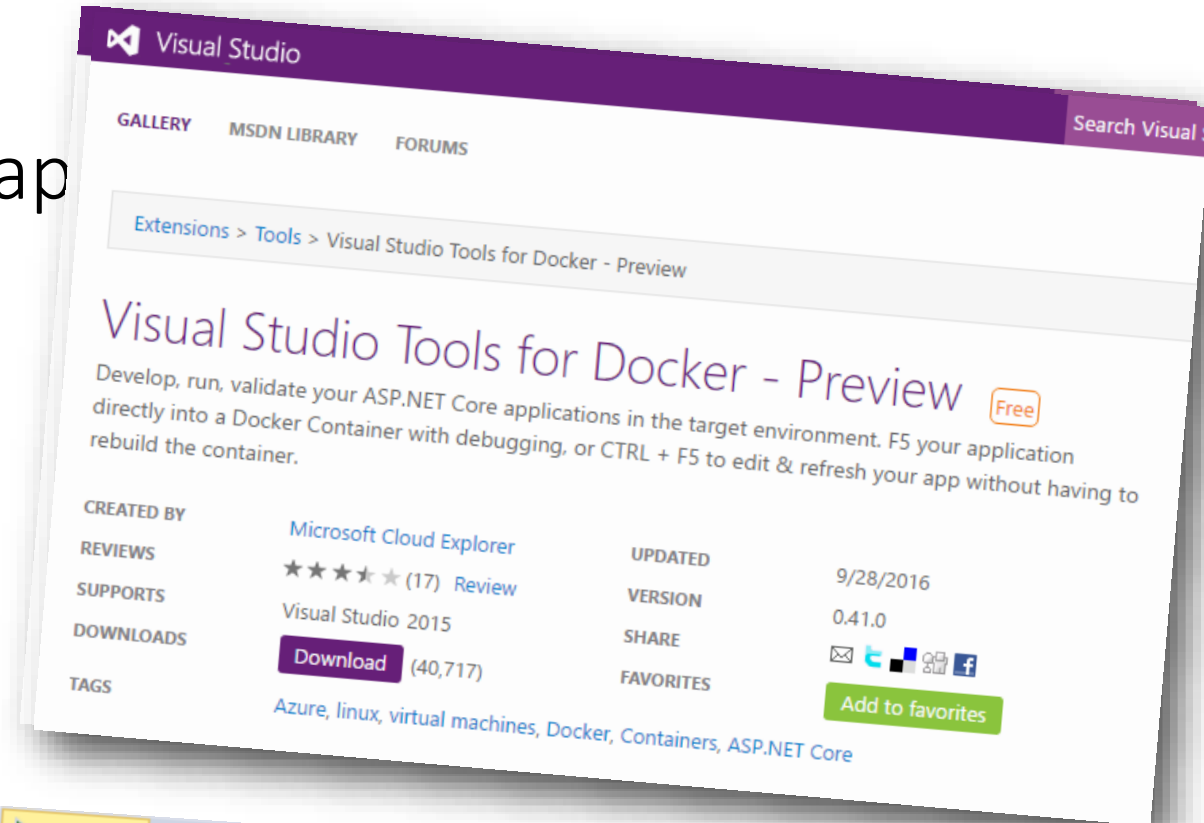 Visual Studio
Search Visual
GALLERY MSDN LIBRARY FORUMS
ap
Extensions > Tools > Visual Studio Tools for Docker - Preview
Visual Studio Tools for Docker - Preview Free
Develop, run, validate your ASP.NET Core applications in the target environment. F5 your application
directly into a Docker Container with debugging, or CTRL + F5 to edit & refresh your app without having to
rebuild the container.
CREATED BY Microsoft Cloud Explorer
REVIEWS (17) Review
SUPPORTS Visual Studio 2015
DOWNLOADS Download (40,717)
TAGS Azure, linux, virtual machines, Docker, Containers, ASP.NET Core
UPDATED 9/28/2016
VERSION 0.41.0
SHARE
FAVORITES Add to favorites